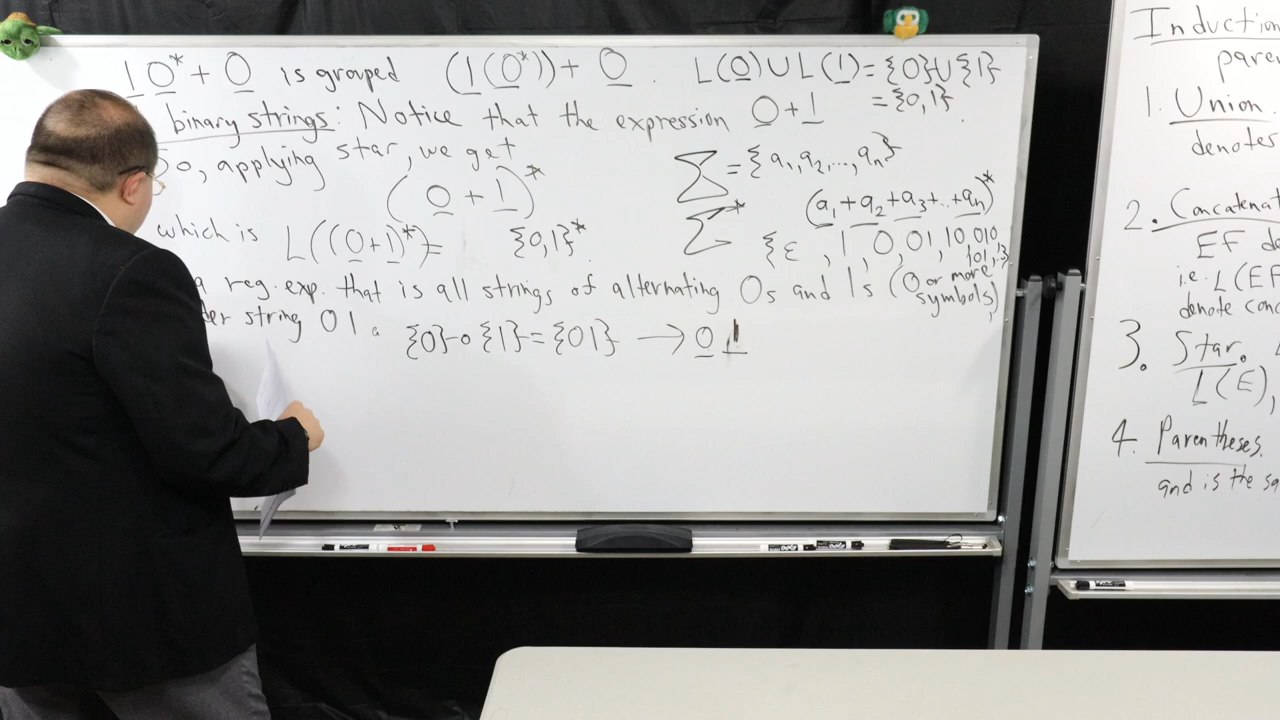 10* + 0 is grouped (1(0*)) + 0. L(0) ∪ L(1) = {0} ∪ {1}
= {0,1}.
binary strings: Notice that the expression 0+1
So, applying star, we get
(0 + 1)*
Σ = {a1, a2, ..., an}
Σ* (a1 + a2 + a3 + .. + an)*
which is L((0+1)*) = {0,1}*.
{ε, 1, 0, 01, 10, 010
101, ..}
a reg. exp. that is all strings of alternating 0s and 1s (0 or more
symbols)
string 01. {0} ∘ {1} = {01} → 01
Induction
1. Union
denotes
2. Concatenat
EF de
i.e. L(EF
denote conc
3. Star.
L(E),
4. Parentheses.
and is the sa